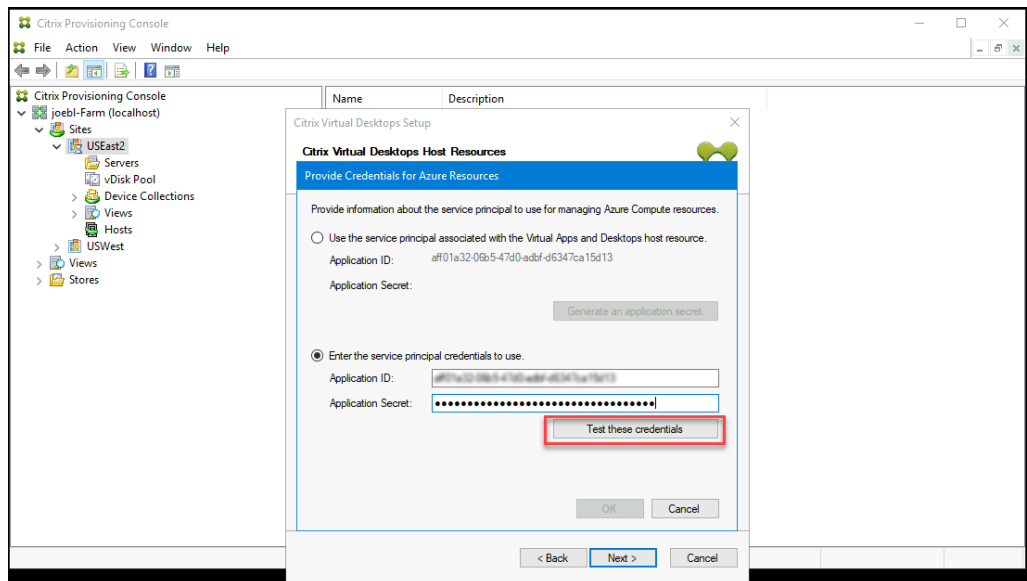 Citrix Provisioning Console
File Action View Window Help
Citrix Provisioning Console
joebl-Farm (localhost)
Sites
USEast2
Servers
vDisk Pool
Device Collections
Views
Hosts
USWest
Views
Stores
Name Description
Citrix Virtual Desktops Setup
Citrix Virtual Desktops Host Resources
Provide Credentials for Azure Resources
Provide information about the service principal to use for managing Azure Compute resources.
Use the service principal associated with the Virtual Apps and Desktops host resource.
Application ID: aff01a32-06b5-47d0-adbf-d6347ca15d13
Application Secret:
Generate an application secret
Enter the service principal credentials to use.
Application ID:
Application Secret:
Test these credentials
OK Cancel
< Back Next > Cancel